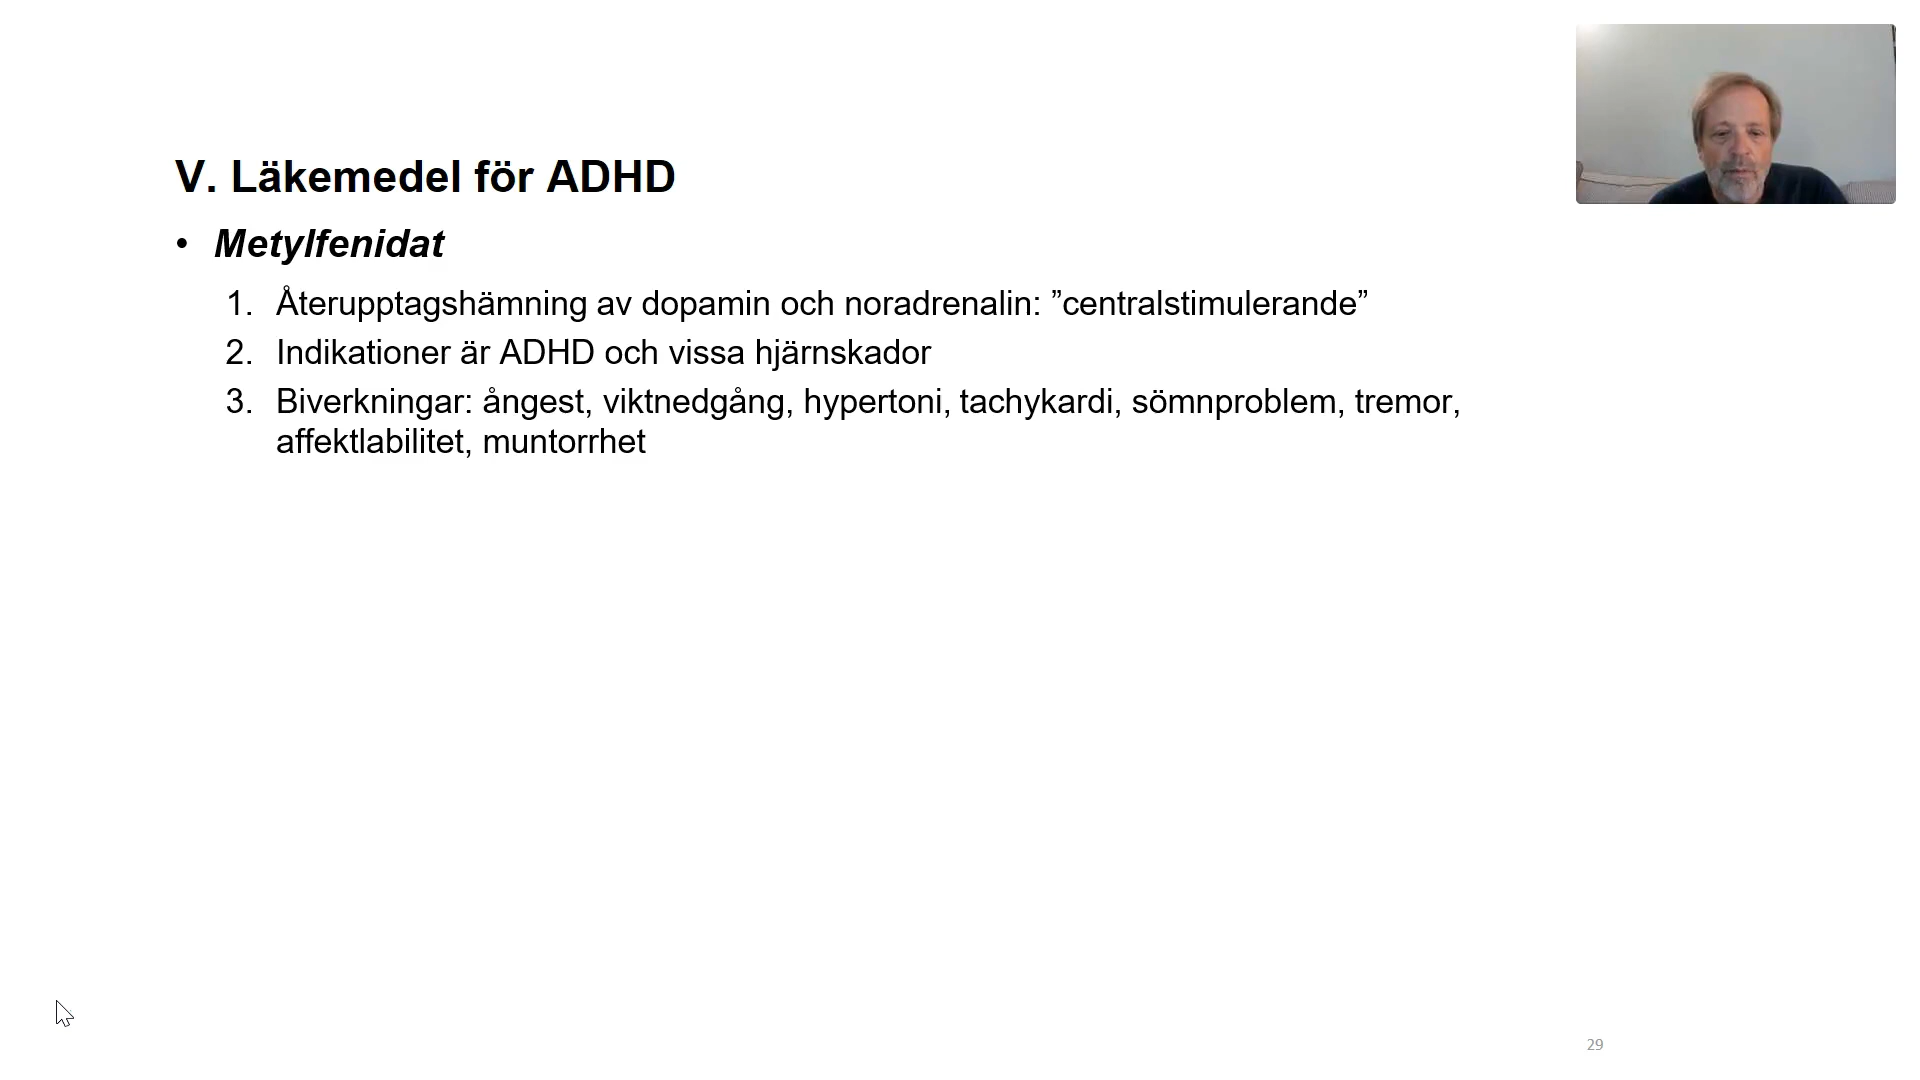 V. Läkemedel för ADHD
• Metylfenidat
1. Återupptagshämning av dopamin och noradrenalin: ”centralstimulerande”
2. Indikationer är ADHD och vissa hjärnskador
3. Biverkningar: ångest, viktnedgång, hypertoni, tachykardi, sömnproblem, tremor,
affektlabilitet, muntorrhet
29